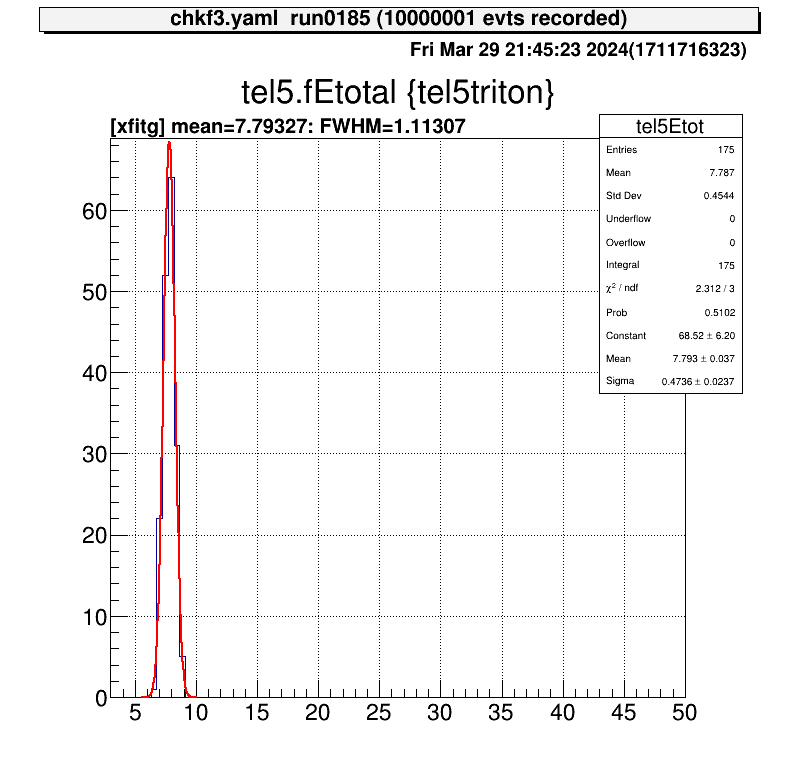 chkf3.yaml  run0185 (10000001 evts recorded)
Fri Mar 29 21:45:23 2024(1711716323)
tel5.fEtotal {tel5triton}
[xfitg] mean=7.79327: FWHM=1.11307
tel5Etot
Entries 175
Mean 7.787
Std Dev 0.4544
Underflow 0
Overflow 0
Integral 175
χ² / ndf 2.312 / 3
Prob 0.5102
Constant 68.52 ± 6.20
Mean 7.793 ± 0.037
Sigma 0.4736 ± 0.0237
60
50
40
30
20
10
0
5 10 15 20 25 30 35 40 45 50